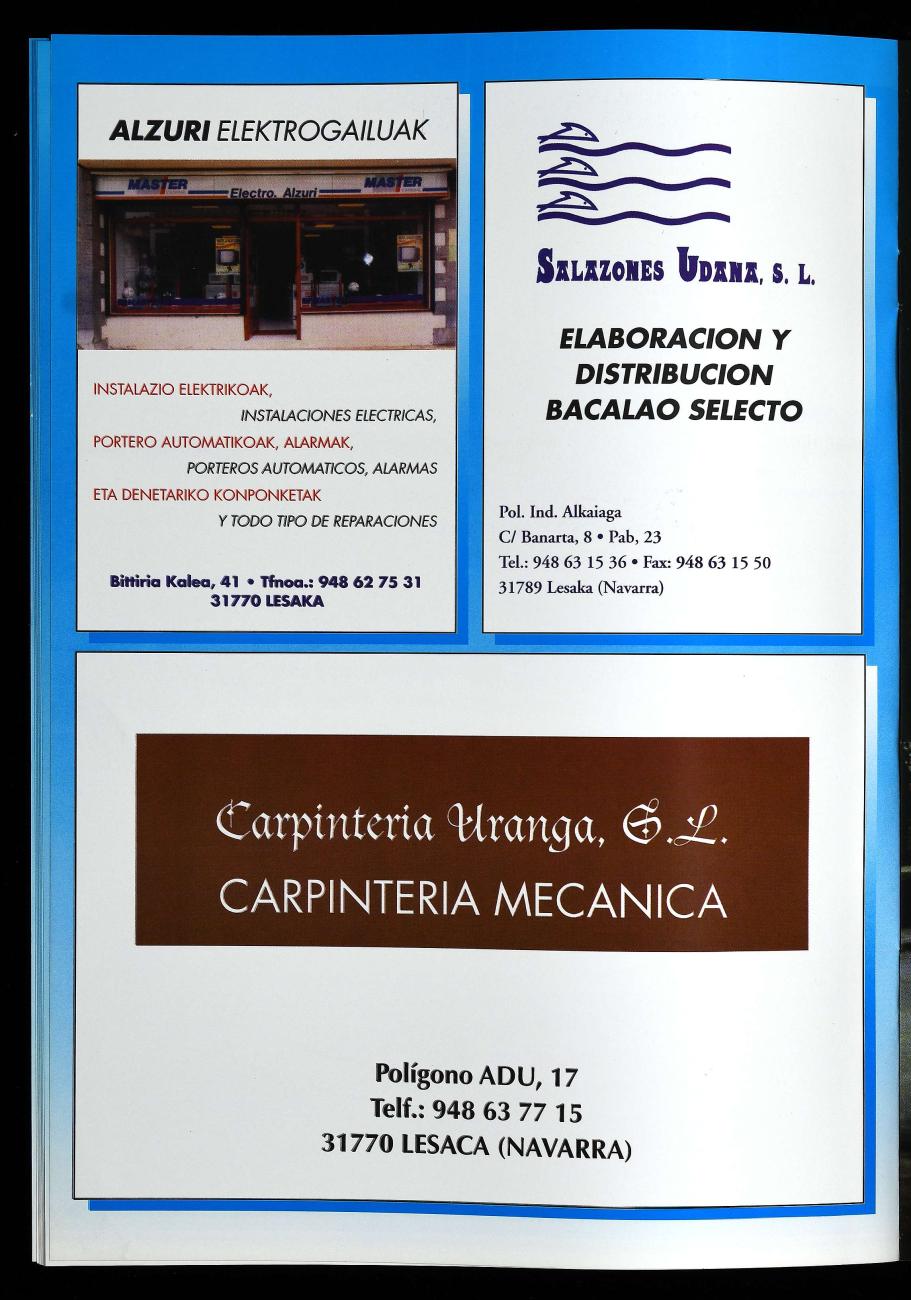 ALZURI ELEKTROGAILUAK
MASTER
Electro. Alzuri
MASTER
INSTALAZIO ELEKTRIKOAK,
INSTALACIONES ELECTRICAS,
PORTERO AUTOMATIKOAK, ALARMAK,
PORTEROS AUTOMATICOS, ALARMAS
ETA DENETARIKO KONPONKETAK
Y TODO TIPO DE REPARACIONES
Bittiria Kalea, 41 • Tfnoa.: 948 62 75 31
31770 LESAKA
SALAZONES UDANA, S. L.
ELABORACION Y
DISTRIBUCION
BACALAO SELECTO
Pol. Ind. Alkaiaga
C/ Banarta, 8 • Pab, 23
Tel.: 948 63 15 36 • Fax: 948 63 15 50
31789 Lesaka (Navarra)
Carpinteria Uranga, S.L.
CARPINTERIA MECANICA
Polígono ADU, 17
Telf.: 948 63 77 15
31770 LESACA (NAVARRA)